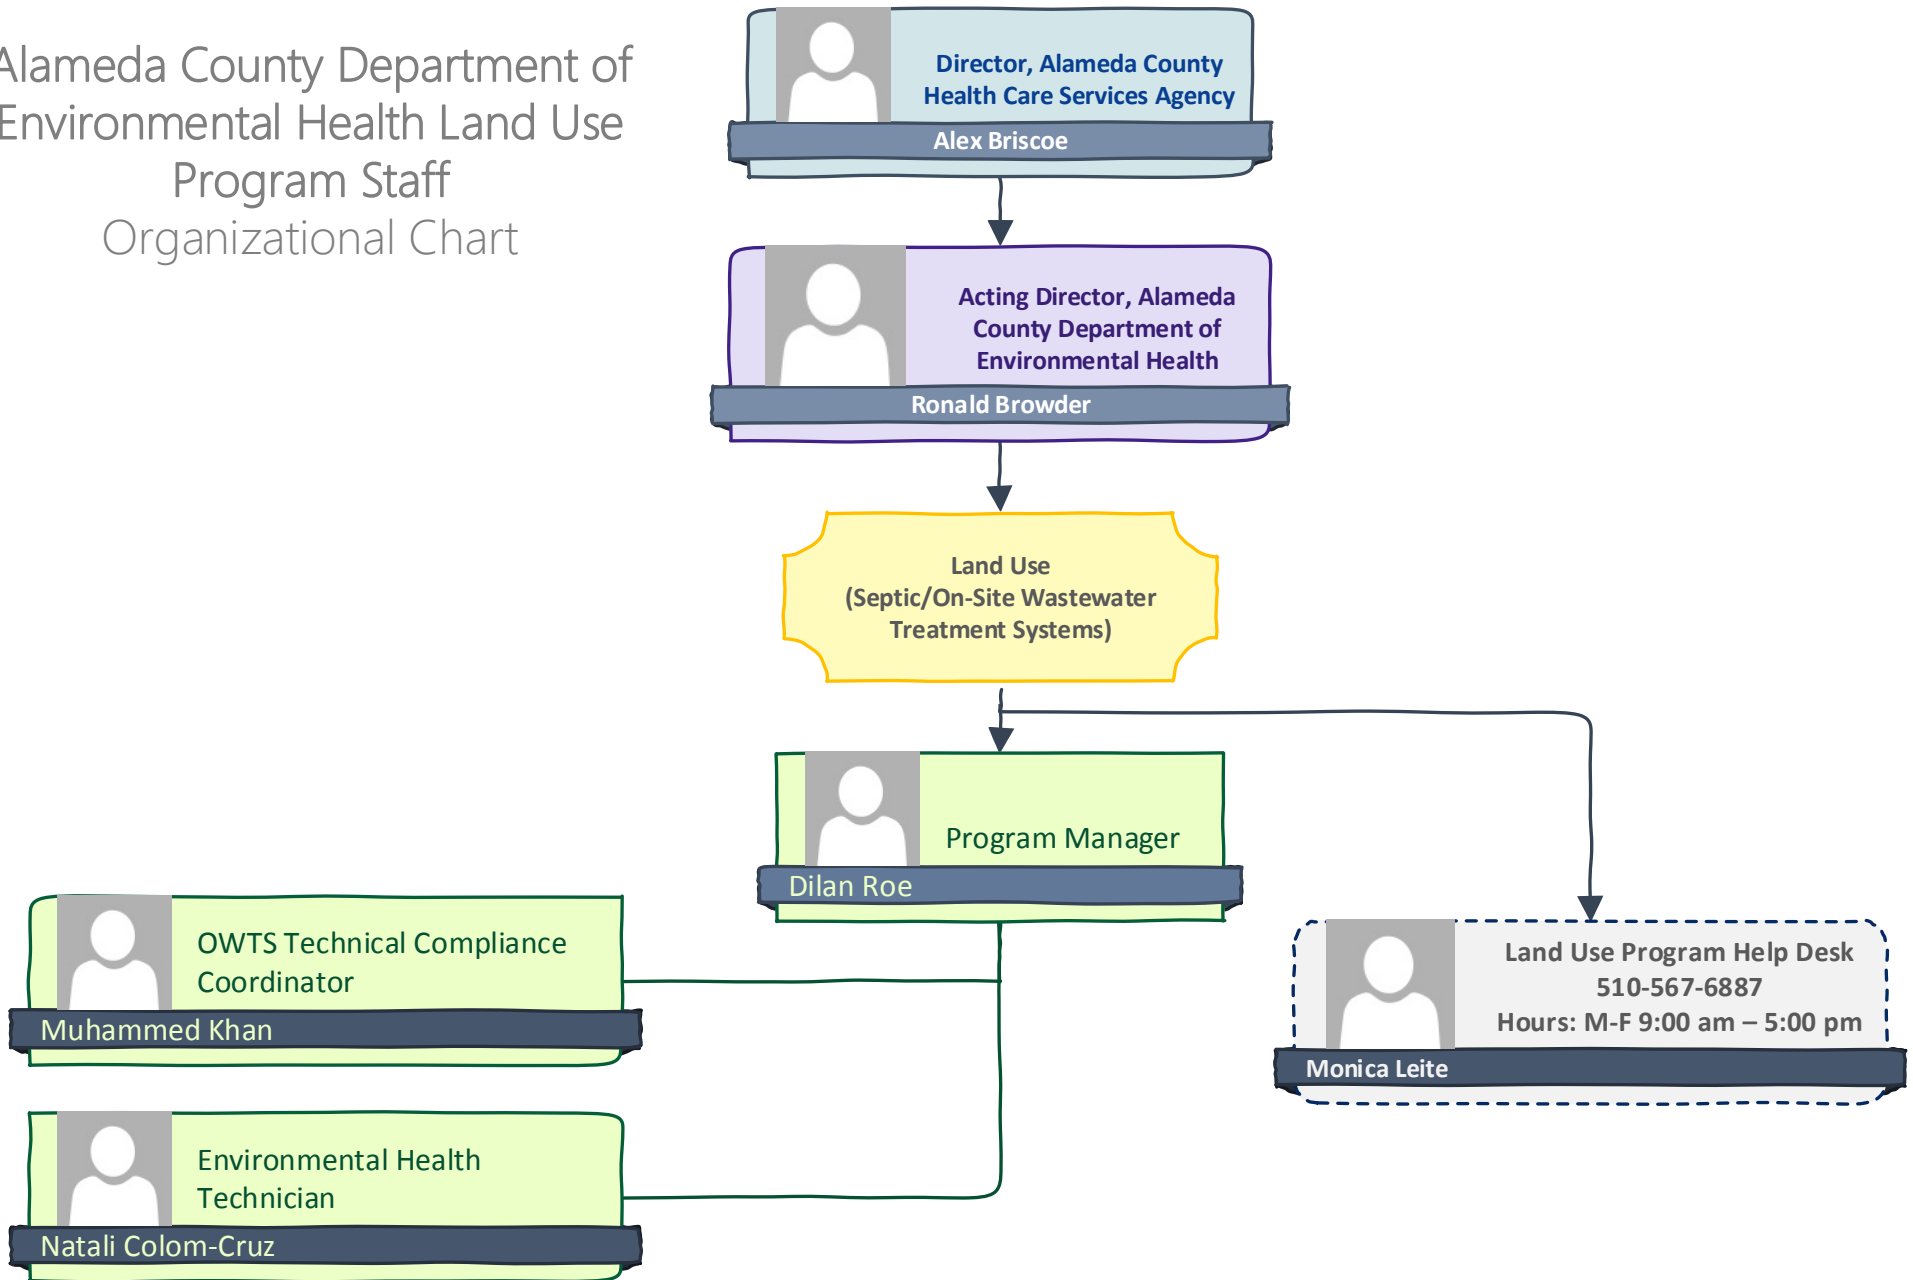 Alameda County Department of
Environmental Health Land Use
Program Staff
Organizational Chart
Director, Alameda County
Health Care Services Agency
Alex Briscoe
Acting Director, Alameda
County Department of
Environmental Health
Ronald Browder
Land Use
(Septic/On-Site Wastewater
Treatment Systems)
Program Manager
Dilan Roe
OWTS Technical Compliance
Coordinator
Muhammed Khan
Land Use Program Help Desk
510-567-6887
Hours: M-F 9:00 am – 5:00 pm
Monica Leite
Environmental Health
Technician
Natali Colom-Cruz